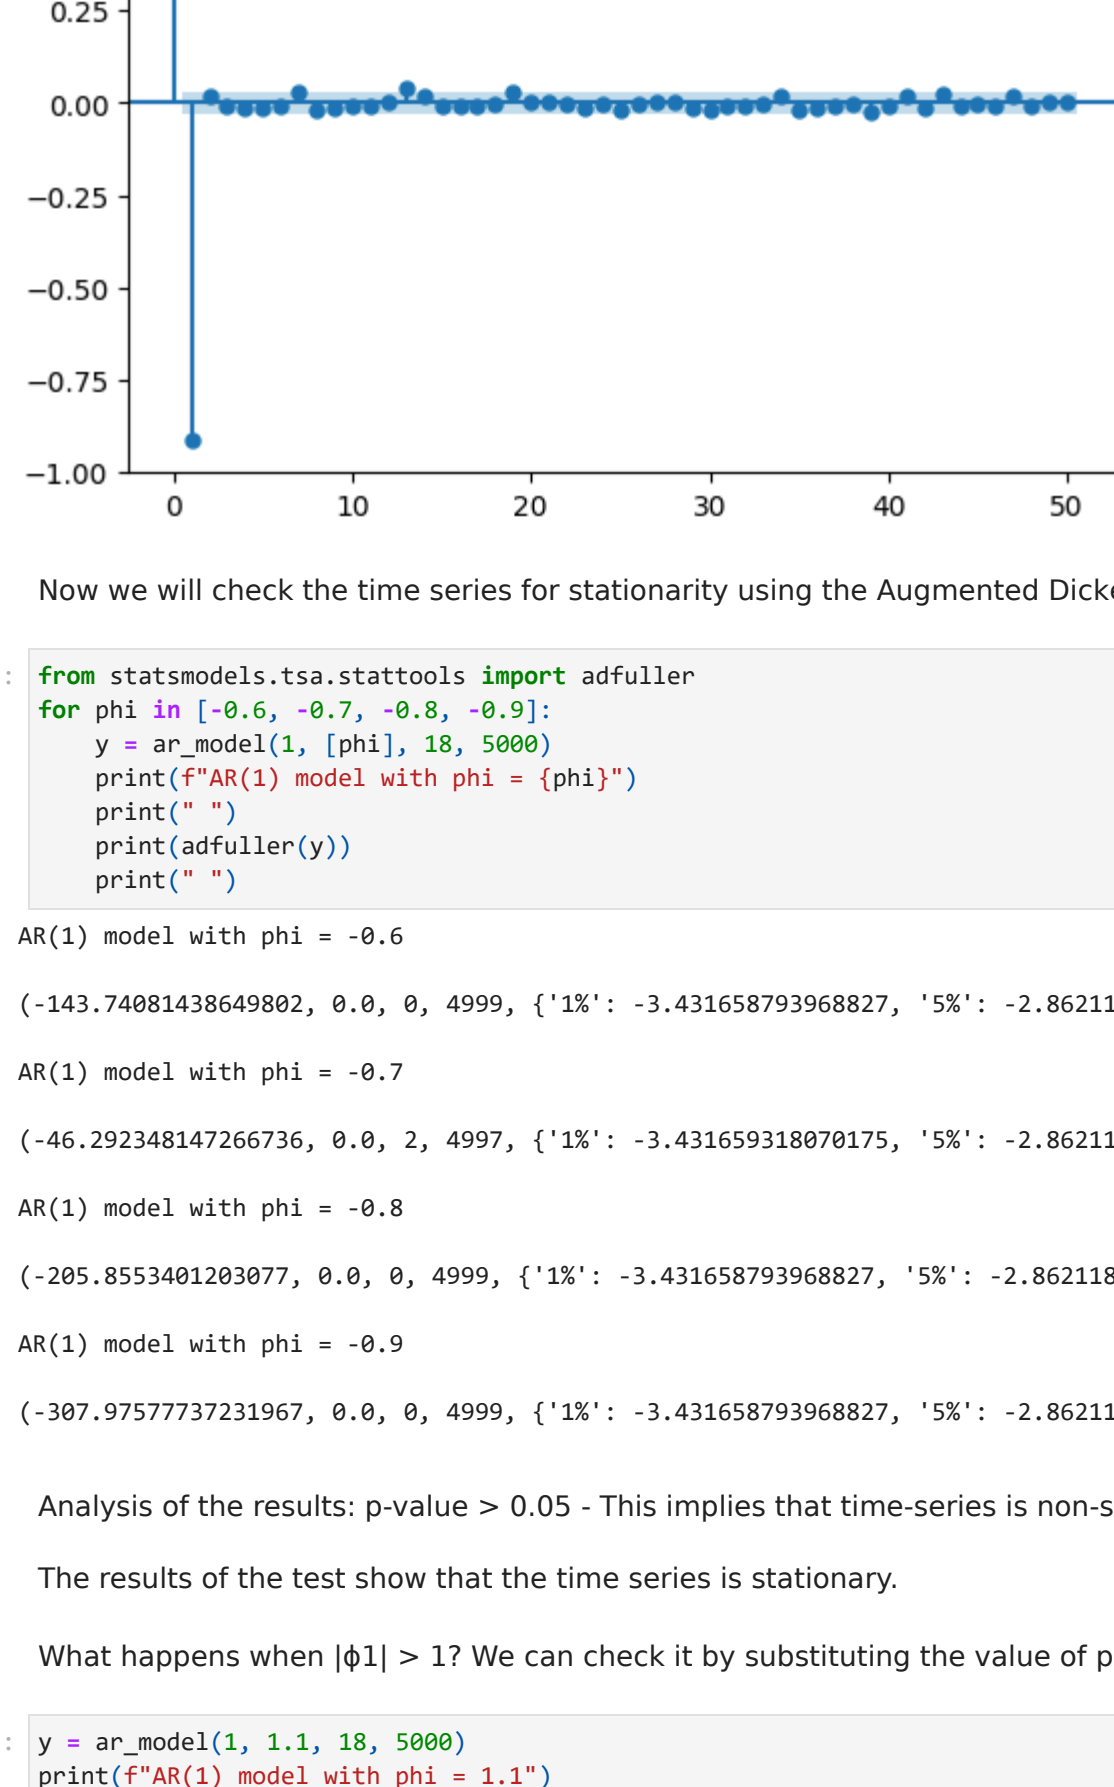 0.25
0.00
−0.25
−0.50
−0.75
−1.00
0 10 20 30 40 50
Now we will check the time series for stationarity using the Augmented Dick
: from statsmodels.tsa.stattools import adfuller
for phi in [-0.6, -0.7, -0.8, -0.9]:
    y = ar_model(1, [phi], 18, 5000)
    print(f"AR(1) model with phi = {phi}")
    print(" ")
    print(adfuller(y))
    print(" ")
AR(1) model with phi = -0.6
(-143.74081438649802, 0.0, 0, 4999, {'1%': -3.431658793968827, '5%': -2.86211
AR(1) model with phi = -0.7
(-46.292348147266736, 0.0, 2, 4997, {'1%': -3.431659318070175, '5%': -2.86211
AR(1) model with phi = -0.8
(-205.8553401203077, 0.0, 0, 4999, {'1%': -3.431658793968827, '5%': -2.862118
AR(1) model with phi = -0.9
(-307.97577737231967, 0.0, 0, 4999, {'1%': -3.431658793968827, '5%': -2.86211
Analysis of the results: p-value > 0.05 - This implies that time-series is non-s
The results of the test show that the time series is stationary.
What happens when |ϕ1| > 1? We can check it by substituting the value of p
: y = ar_model(1, 1.1, 18, 5000)
print(f"AR(1) model with phi = 1.1")